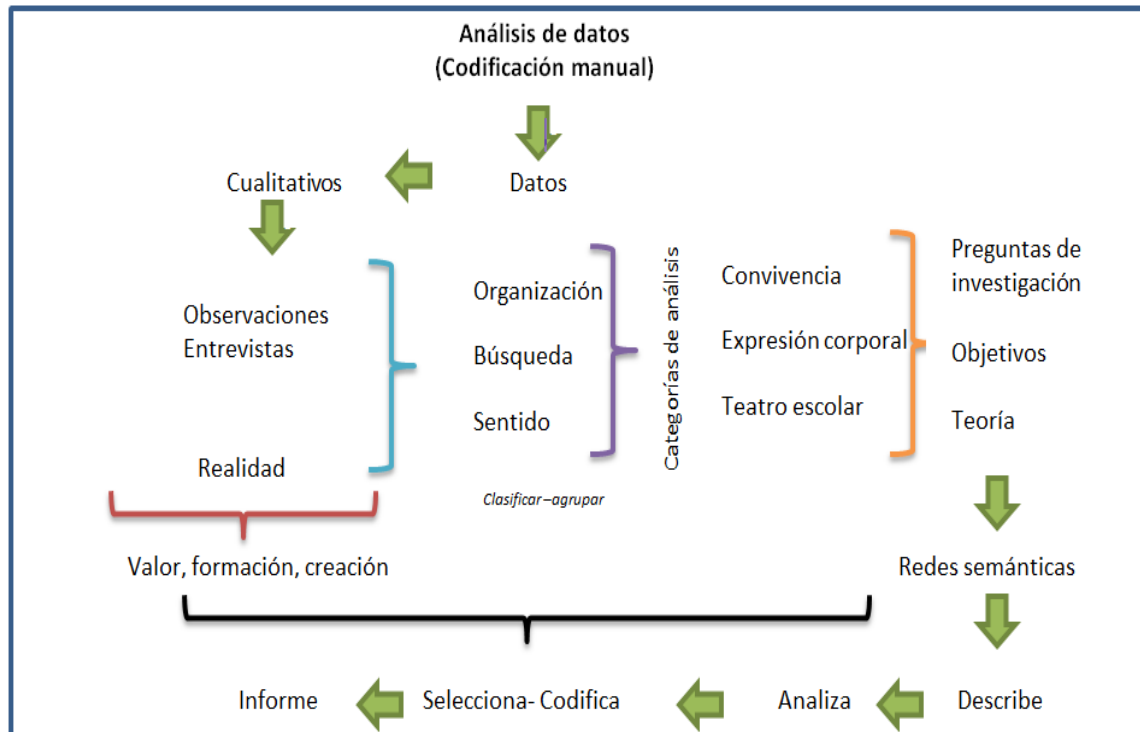 Análisis de datos
(Codificación manual)
Cualitativos
Datos
Observaciones
Entrevistas
Realidad
Organización
Búsqueda
Sentido
Clasificar–agrupar
Categorías de análisis
Convivencia
Expresión corporal
Teatro escolar
Preguntas de
investigación
Objetivos
Teoría
Valor, formación, creación
Redes semánticas
Informe
Selecciona- Codifica
Analiza
Describe